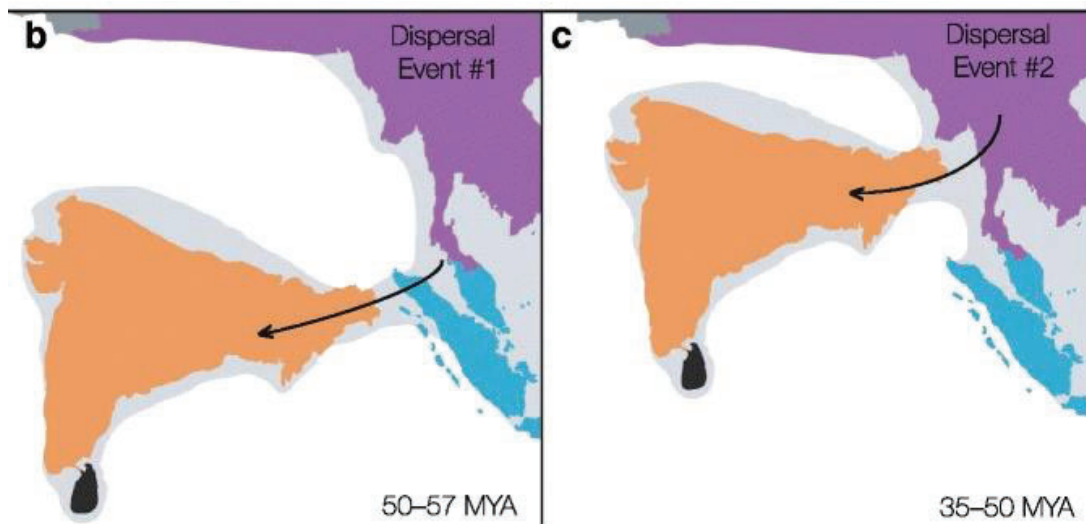 b
Dispersal
Event #1
50–57 MYA
c
Dispersal
Event #2
35–50 MYA